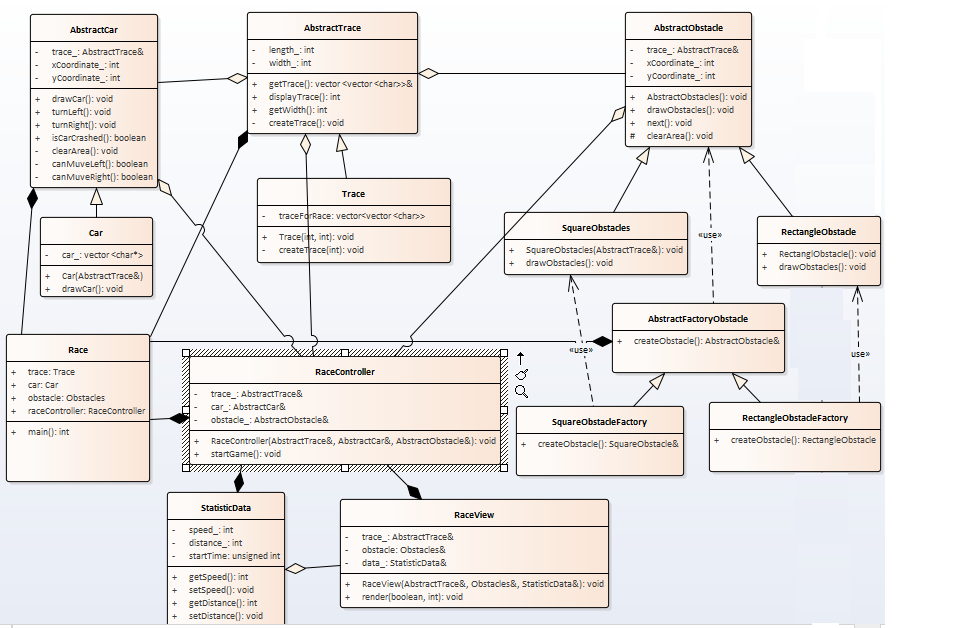 AbstractCar
- trace_: AbstractTrace&
- xCoordinate_: int
- yCoordinate_: int
+ drawCar(): void
+ turnLeft(): void
+ turnRight(): void
+ isCarCrashed(): boolean
- clearArea(): void
- canMuveLeft(): boolean
- canMuveRight(): boolean
AbstractTrace
- length_: int
- width_: int
+ getTrace(): vector <vector <char>>&
+ displayTrace(): int
+ getWidth(): int
- createTrace(): void
AbstractObstacle
- trace_: AbstractTrace&
- xCoordinate_: int
- yCoordinate_: int
+ AbstractObstacles(): void
+ drawObstacles(): void
+ next(): void
# clearArea(): void
Car
- car_: vector <char*>
+ Car(AbstractTrace&)
+ drawCar(): void
Trace
- traceForRace: vector<vector <char>>
+ Trace(int, int): void
- createTrace(int): void
SquareObstacles
+ SquareObstacles(AbstractTrace&): void
+ drawObstacles(): void
«use»
RectangleObstacle
+ RectanglObstacle(): void
+ drawObstacles(): void
AbstractFactoryObstacle
+ createObstacle(): AbstractObstacle&
«use»
use»
Race
+ trace: Trace
+ car: Car
+ obstacle: Obstacles
+ raceController: RaceController
+ main(): int
RaceController
- trace_: AbstractTrace&
- car_: AbstractCar&
- obstacle_: AbstractObstacle&
+ RaceController(AbstractTrace&, AbstractCar&, AbstractObstacle&): void
+ startGame(): void
SquareObstacleFactory
+ createObstacle(): SquareObstacle&
RectangleObstacleFactory
+ createObstacle(): RectangleObstacle
StatisticData
- speed_: int
- distance_: int
- startTime: unsigned int
+ getSpeed(): int
+ setSpeed(): void
+ getDistance(): int
+ setDistance(): void
RaceView
- trace_: AbstractTrace&
- obstacle: Obstacles&
- data_: StatisticData&
+ RaceView(AbstractTrace&, Obstacles&, StatisticData&): void
+ render(boolean, int): void